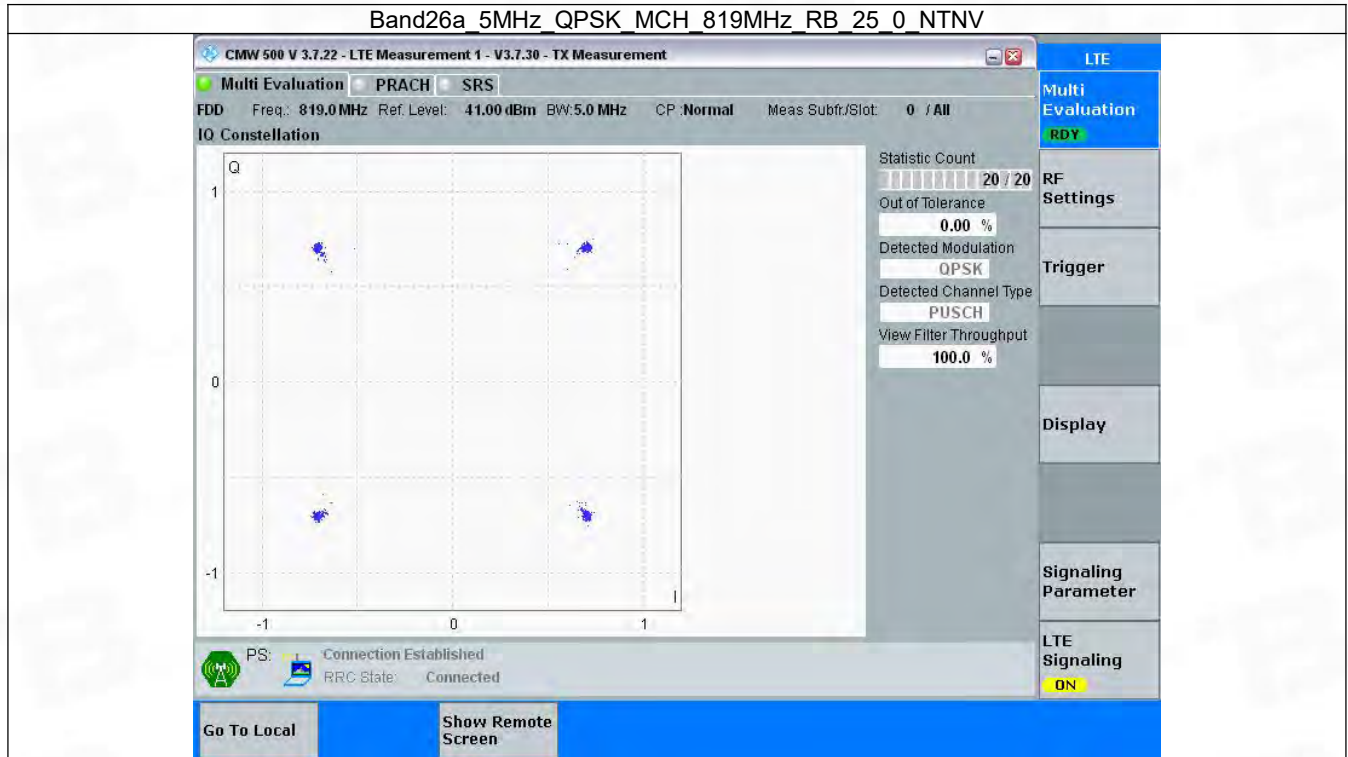 Band26a_5MHz_QPSK_MCH_819MHz_RB_25_0_NTNV
CMW 500 V 3.7.22 - LTE Measurement 1 - V3.7.30 - TX Measurement
LTE
Multi Evaluation PRACH SRS
Multi
Evaluation
RDY
FDD Freq.: 819.0 MHz Ref. Level: 41.00 dBm BW: 5.0 MHz CP : Normal Meas Subfr./Slot: 0 / All
IQ Constellation
Q
1
0
-1
I
-1 0 1
Statistic Count
20 / 20
Out of Tolerance
0.00 %
Detected Modulation
QPSK
Detected Channel Type
PUSCH
View Filter Throughput
100.0 %
RF
Settings
Trigger
Display
Signaling
Parameter
LTE
Signaling
ON
PS: Connection Established
RRC State: Connected
Go To Local
Show Remote
Screen